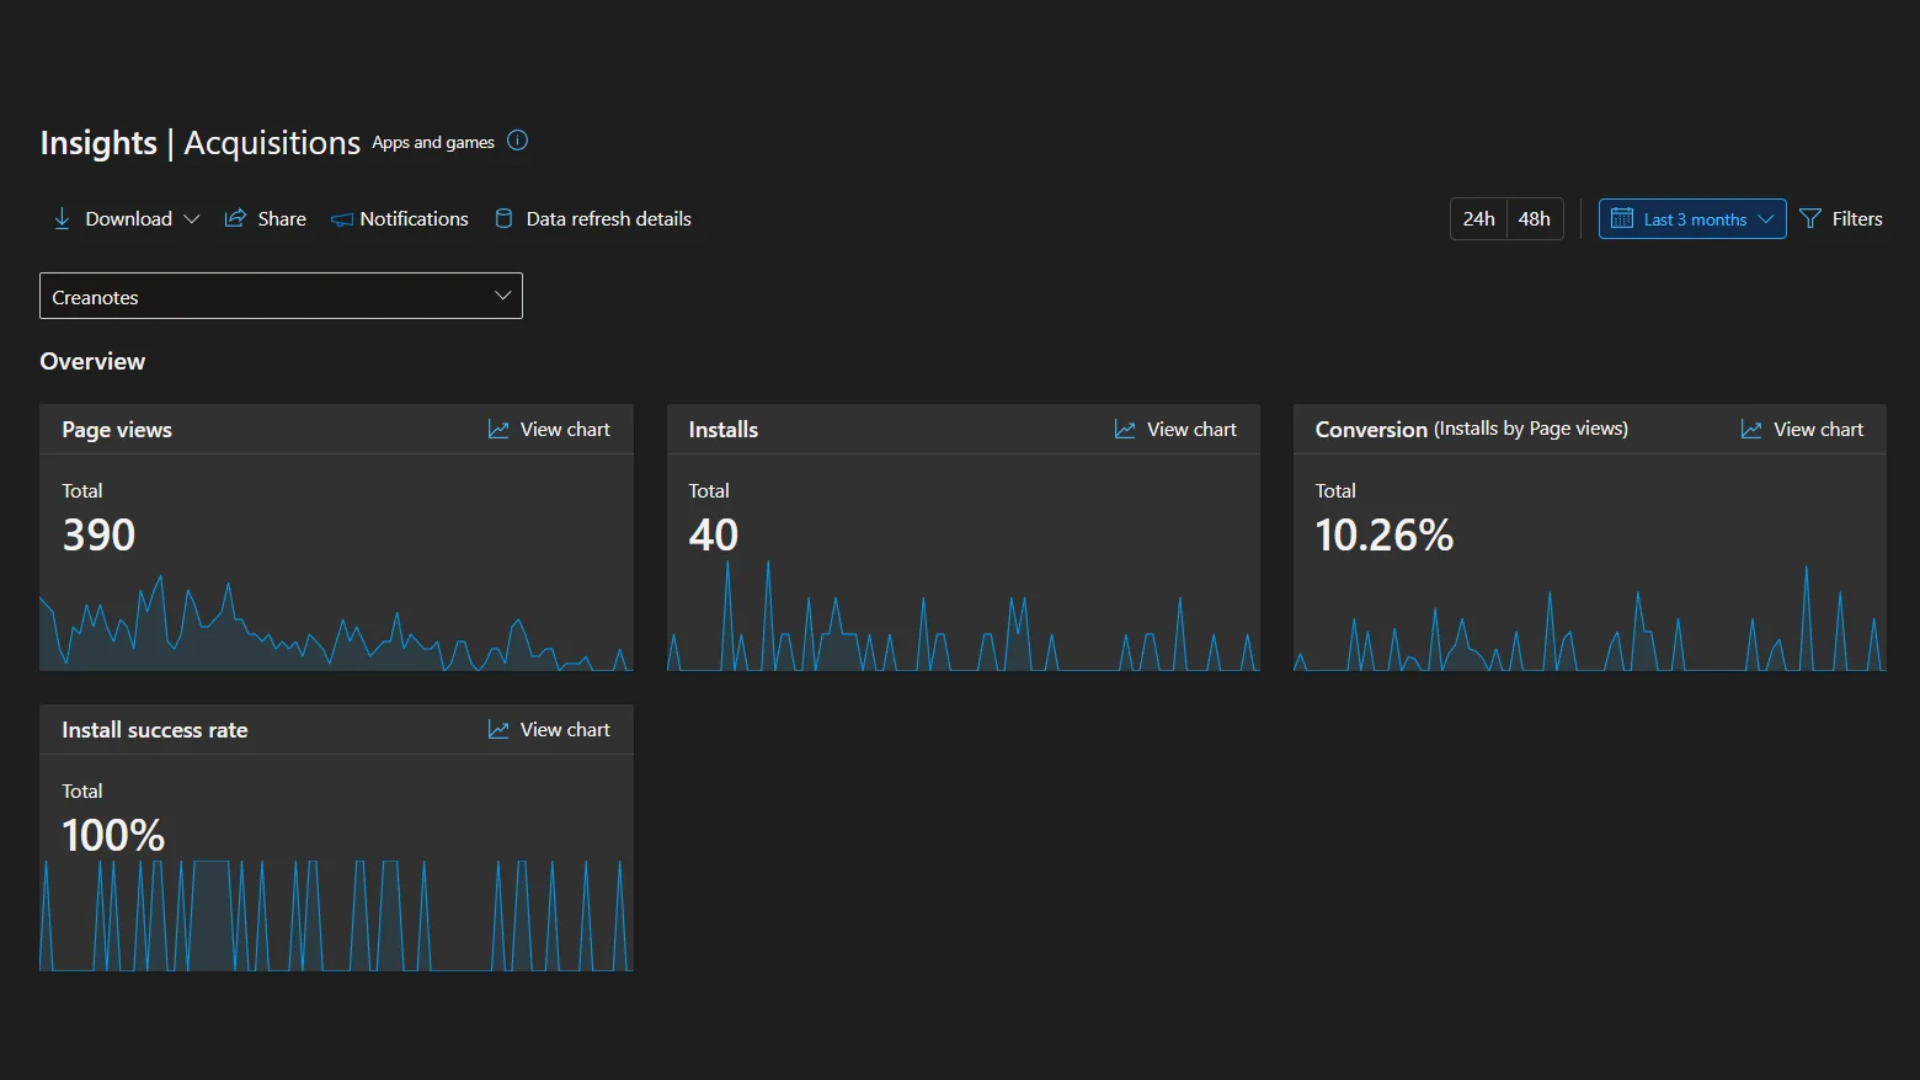 Insights | Acquisitions Apps and games
Download Share Notifications Data refresh details 24h 48h Last 3 months Filters
Creanotes
Overview
Page views View chart
Total
390
Installs View chart
Total
40
Conversion (Installs by Page views) View chart
Total
10.26%
Install success rate View chart
Total
100%